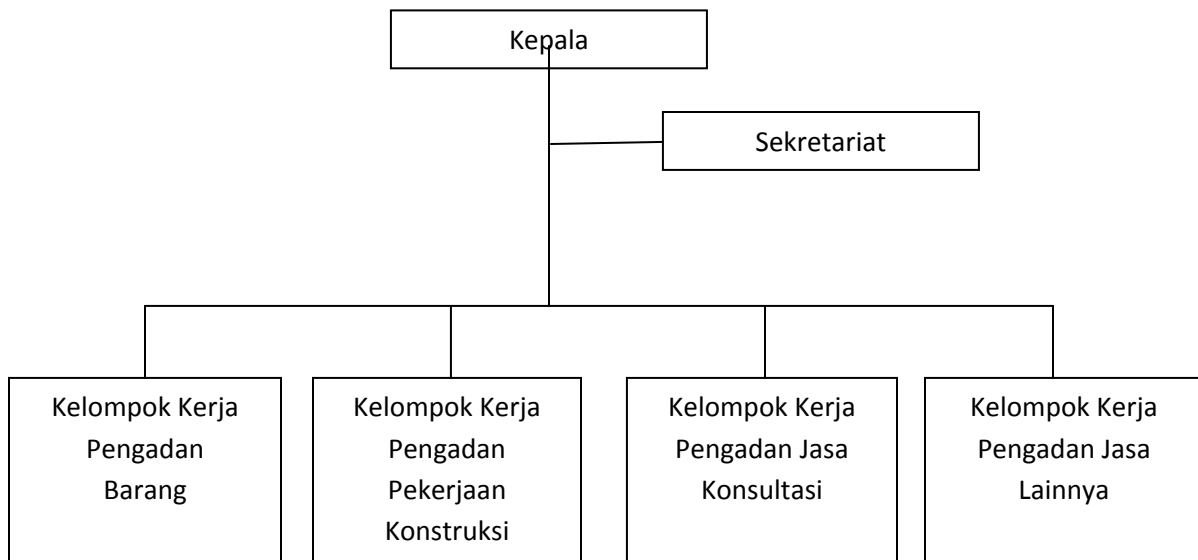 Kepala
Sekretariat
Kelompok Kerja
Pengadan
Barang
Kelompok Kerja
Pengadan
Pekerjaan
Konstruksi
Kelompok Kerja
Pengadan Jasa
Konsultasi
Kelompok Kerja
Pengadan Jasa
Lainnya